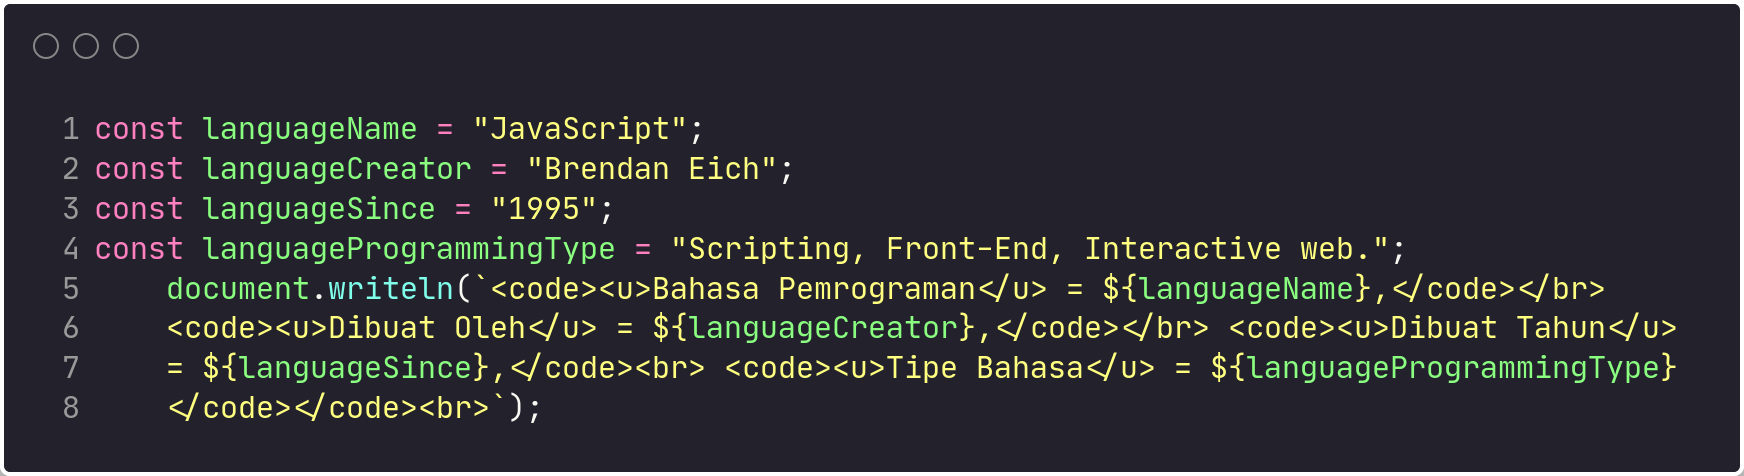 1 const languageName = "JavaScript";
2 const languageCreator = "Brendan Eich";
3 const languageSince = "1995";
4 const languageProgrammingType = "Scripting, Front-End, Interactive web.";
5     document.writeln(`<code><u>Bahasa Pemrograman</u> = ${languageName},</code></br>
6     <code><u>Dibuat Oleh</u> = ${languageCreator},</code></br> <code><u>Dibuat Tahun</u>
7     = ${languageSince},</code><br> <code><u>Tipe Bahasa</u> = ${languageProgrammingType}
8     </code></code><br>`);